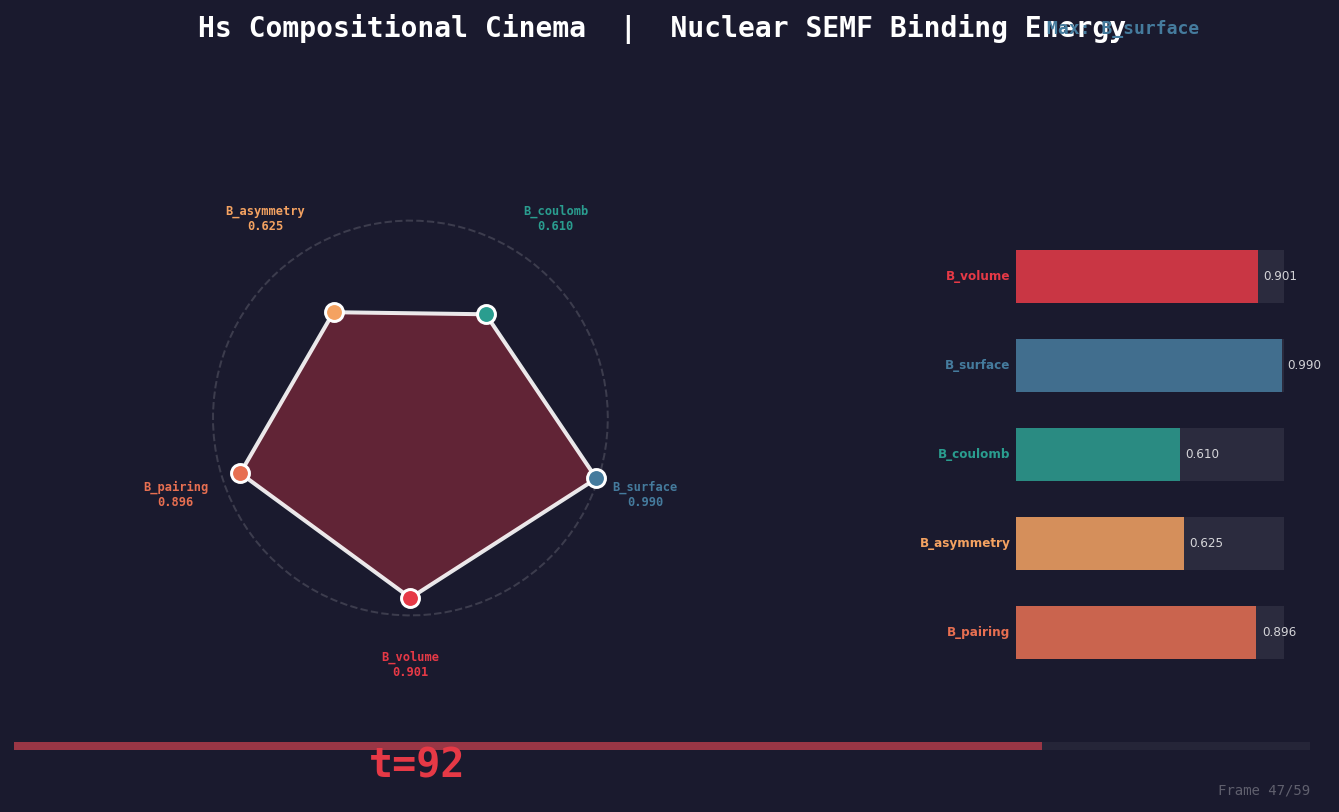 Hs Compositional Cinema | Nuclear SEMF Binding Energy
Max: B_surface
B_asymmetry
0.625
B_coulomb
0.610
B_pairing
0.896
B_surface
0.990
B_volume
0.901
B_volume 0.901
B_surface 0.990
B_coulomb 0.610
B_asymmetry 0.625
B_pairing 0.896
t=92
Frame 47/59